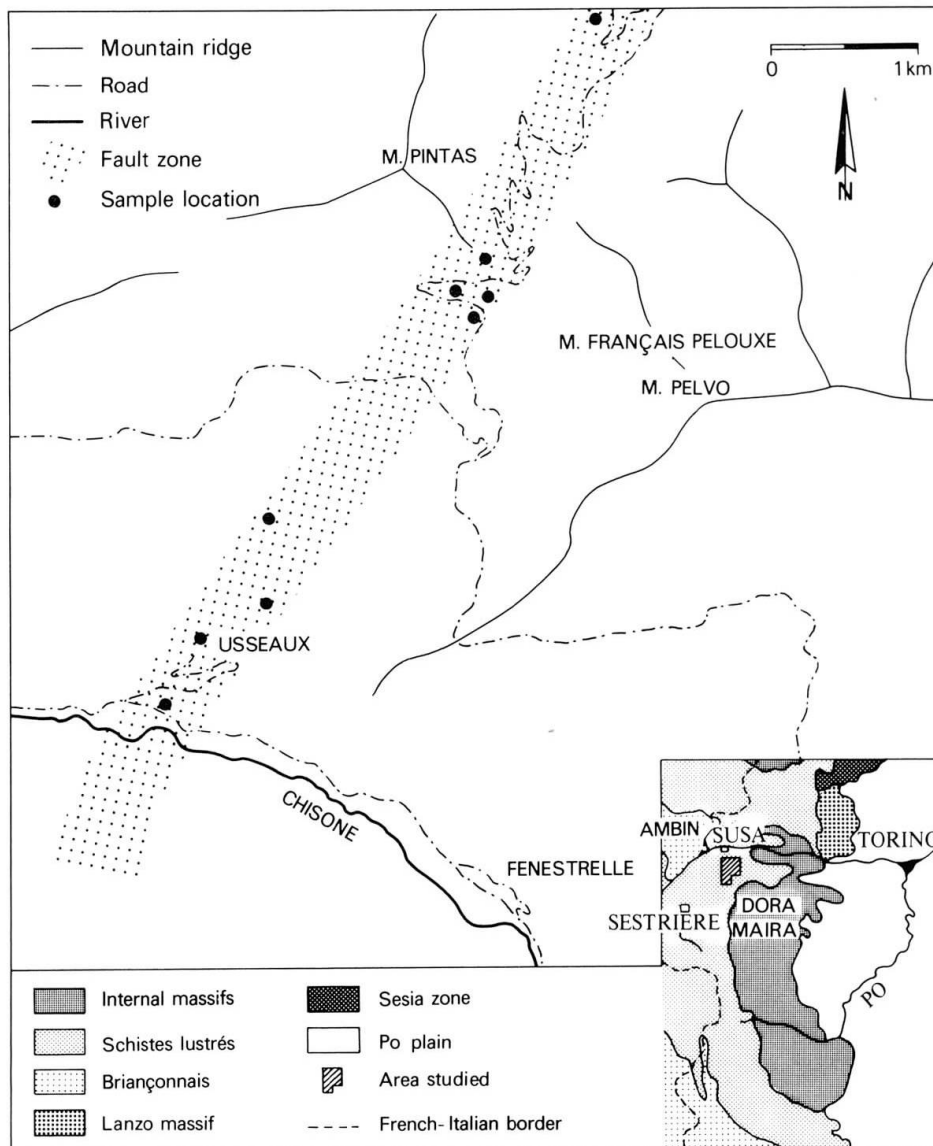 Mountain ridge
Road
River
Fault zone
Sample location
0 1km
N
M. PINTAS
M. FRANÇAIS PELOUXE
M. PELVO
USSEAUX
CHISONE
FENESTRELLE
AMBIN
SUSA
TORINO
SESTRIÈRE
DORA
MAIRA
PO
Internal massifs
Schistes lustrés
Briançonnais
Lanzo massif
Sesia zone
Po plain
Area studied
French-Italian border